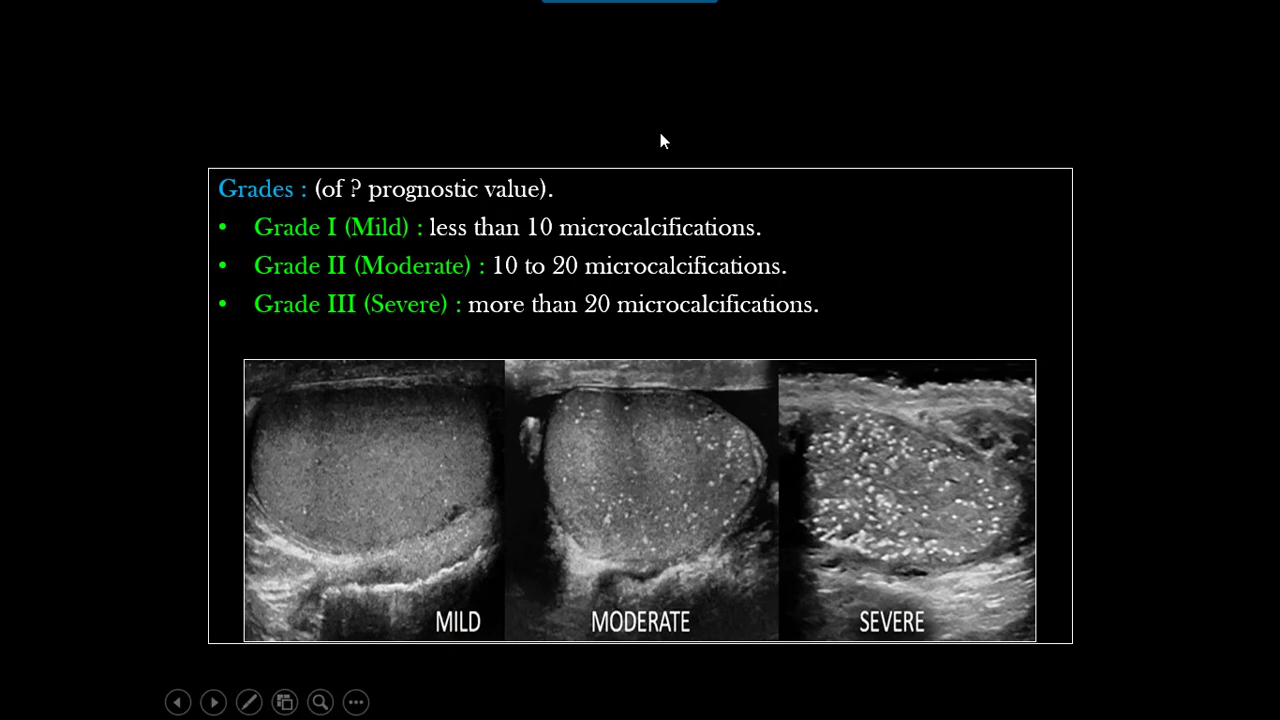 Grades : (of ? prognostic value).
• Grade I (Mild) : less than 10 microcalcifications.
• Grade II (Moderate) : 10 to 20 microcalcifications.
• Grade III (Severe) : more than 20 microcalcifications.
MILD MODERATE SEVERE